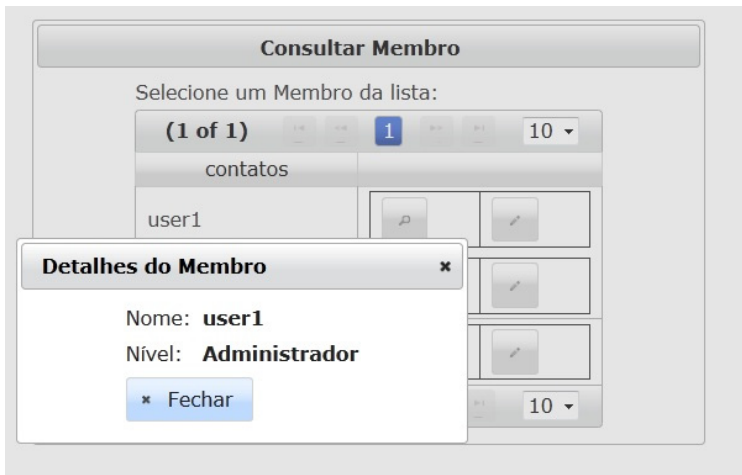 Consultar Membro
Selecione um Membro da lista:
(1 of 1) 1 10
contatos
user1
Detalhes do Membro
Nome: user1
Nível: Administrador
Fechar
10